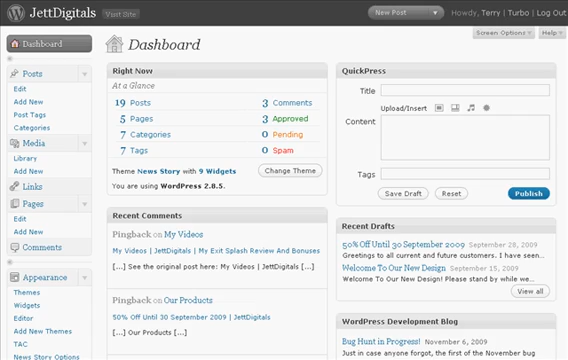 JettDigitals Visit Site New Post Howdy, Terry | Turbo | Log Out
Screen Options Help
Dashboard
Posts
Edit
Add New
Post Tags
Categories
Media
Library
Add New
Links
Pages
Edit
Add New
Comments
Appearance
Themes
Widgets
Editor
Add New Themes
TAC
News Story Options
Dashboard
Right Now
At a Glance
19 Posts 3 Comments
5 Pages 3 Approved
7 Categories 0 Pending
7 Tags 0 Spam
Theme News Story with 9 Widgets Change Theme
You are using WordPress 2.8.5.
Recent Comments
Pingback on My Videos
My Videos | JettDigitals | My Exit Splash Review And Bonuses
[...] See the original post here: My Videos | JettDigitals [...]
Pingback on Our Products
50% Off Until 30 September 2009 | JettDigitals
[...] Our Products [...]
QuickPress
Title
Upload/Insert
Content
Tags
Save Draft Reset Publish
Recent Drafts
50% Off Until 30 September 2009 September 28, 2009
Greetings to all current and future customers. I have seen...
Welcome To Our New Design September 15, 2009
Welcome To Our New Design! Please stand by while we...
View all
WordPress Development Blog
Bug Hunt in Progress! November 6, 2009
Just in case anyone forgot, the first of the November bug